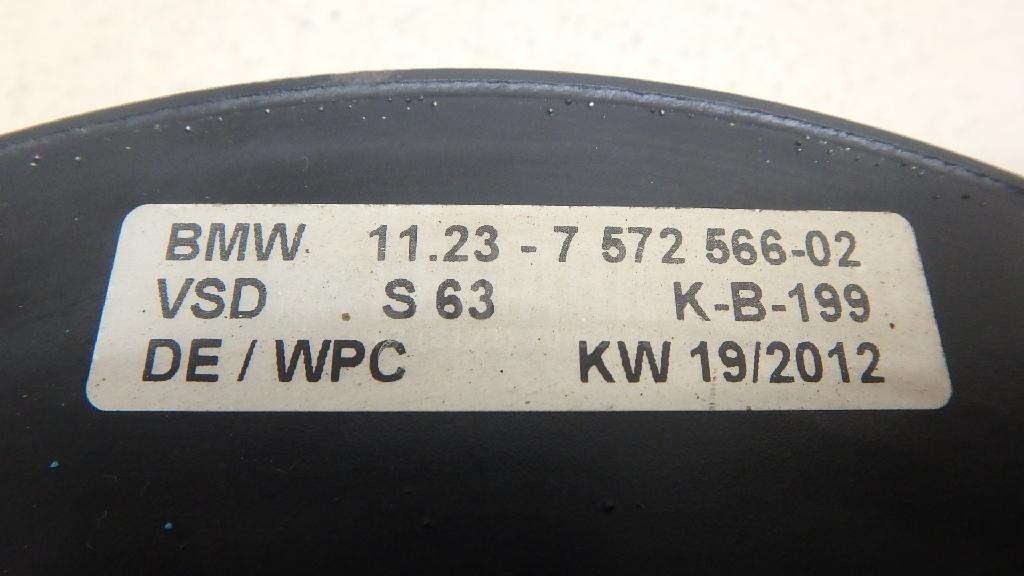 BMW 11.23 - 7 572 566-02
VSD S 63 K-B-199
DE / WPC KW 19/2012